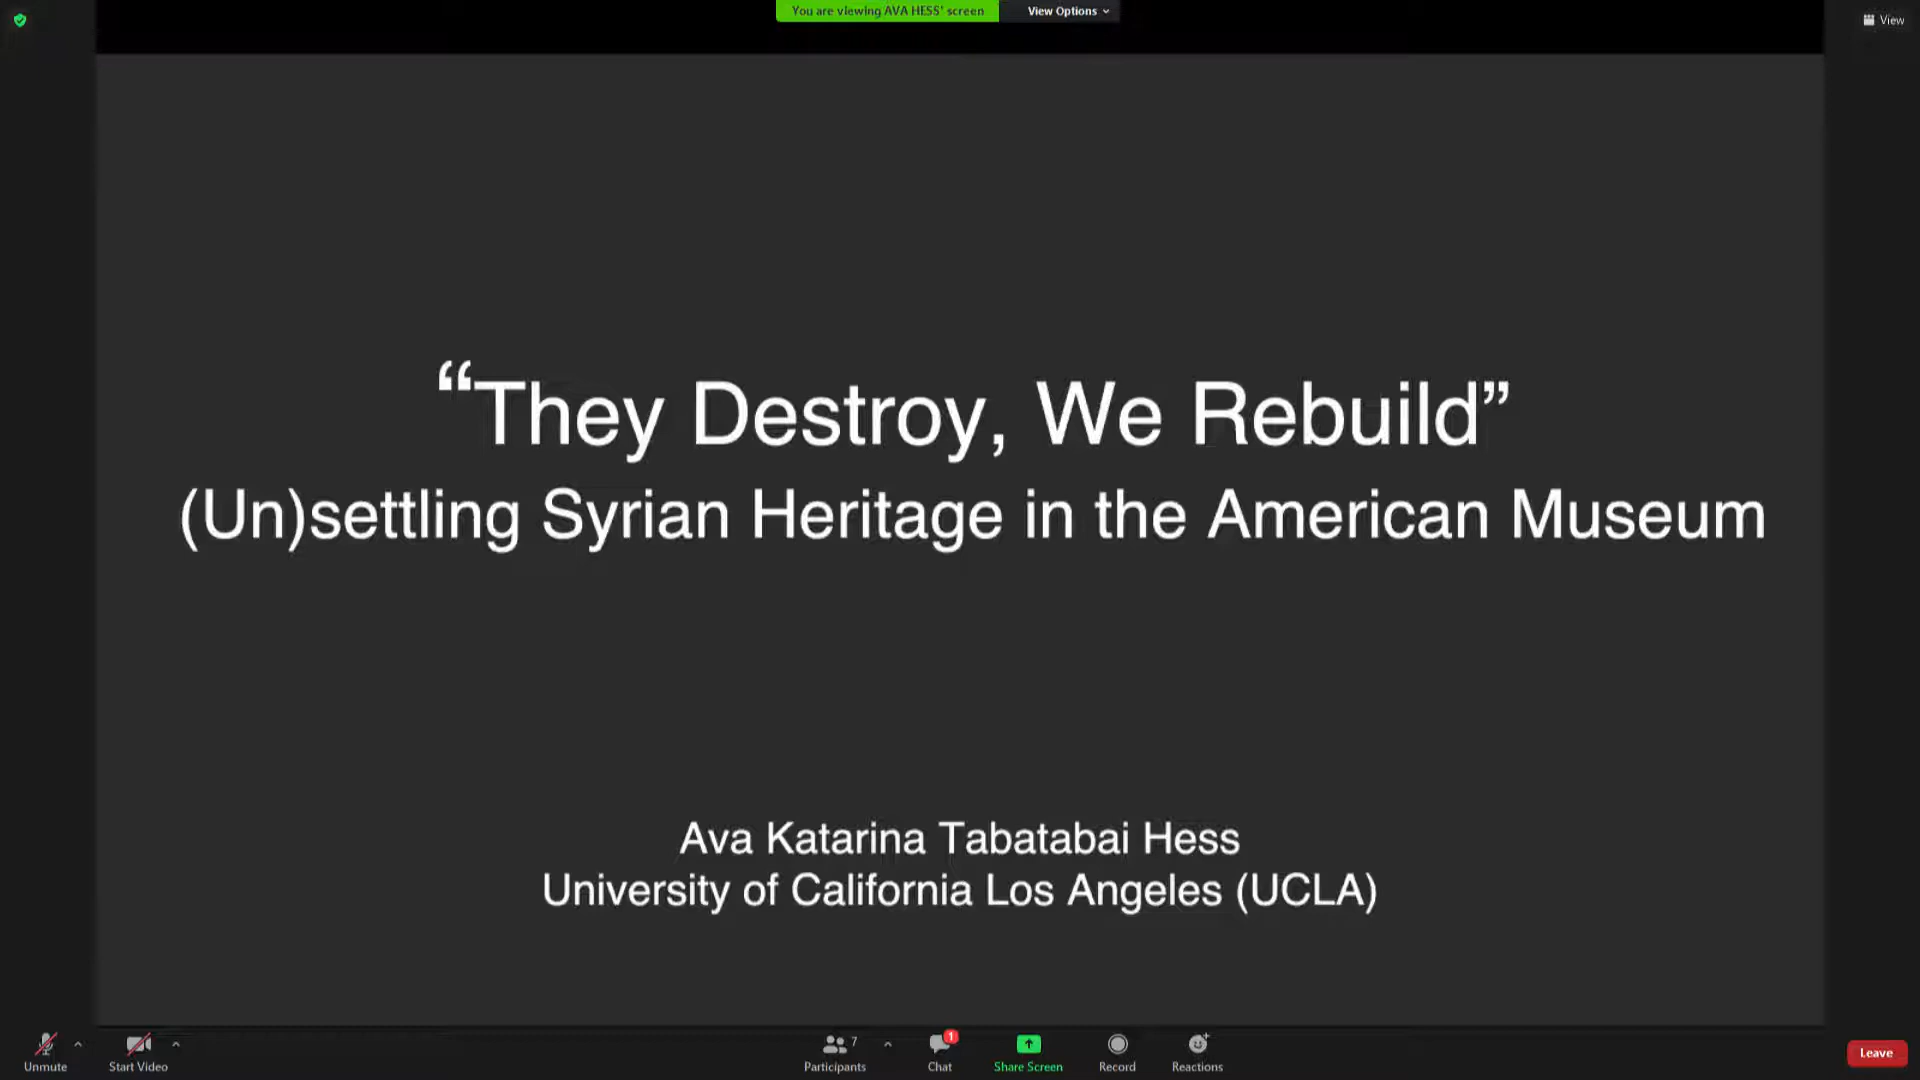 You are viewing AVA HESS' screen
View Options
View
“They Destroy, We Rebuild”
(Un)settling Syrian Heritage in the American Museum
Ava Katarina Tabatabai Hess
University of California Los Angeles (UCLA)
Unmute
Start Video
7
Participants
1
Chat
Share Screen
Record
Reactions
Leave